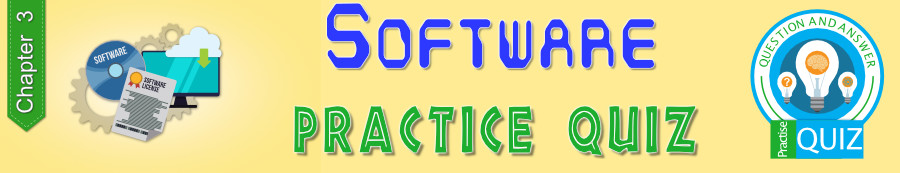 Chapter 3
SOFTWARE
SOFTWARE LICENSE
SOFTWARE
PRACTICE QUIZ
QUESTION AND ANSWER
?
Practise
QUIZ